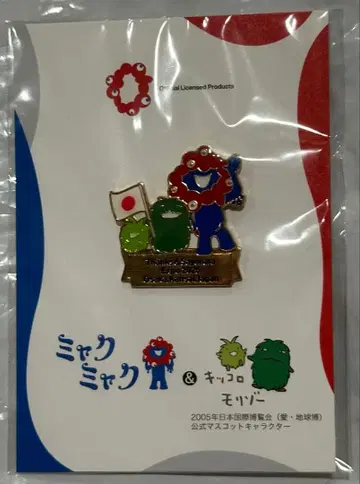 Official Licensed Products
ミャク
ミャク
&
キッコロ
モリゾー
2005年日本国際博覧会(愛・地球博)
公式マスコットキャラクター